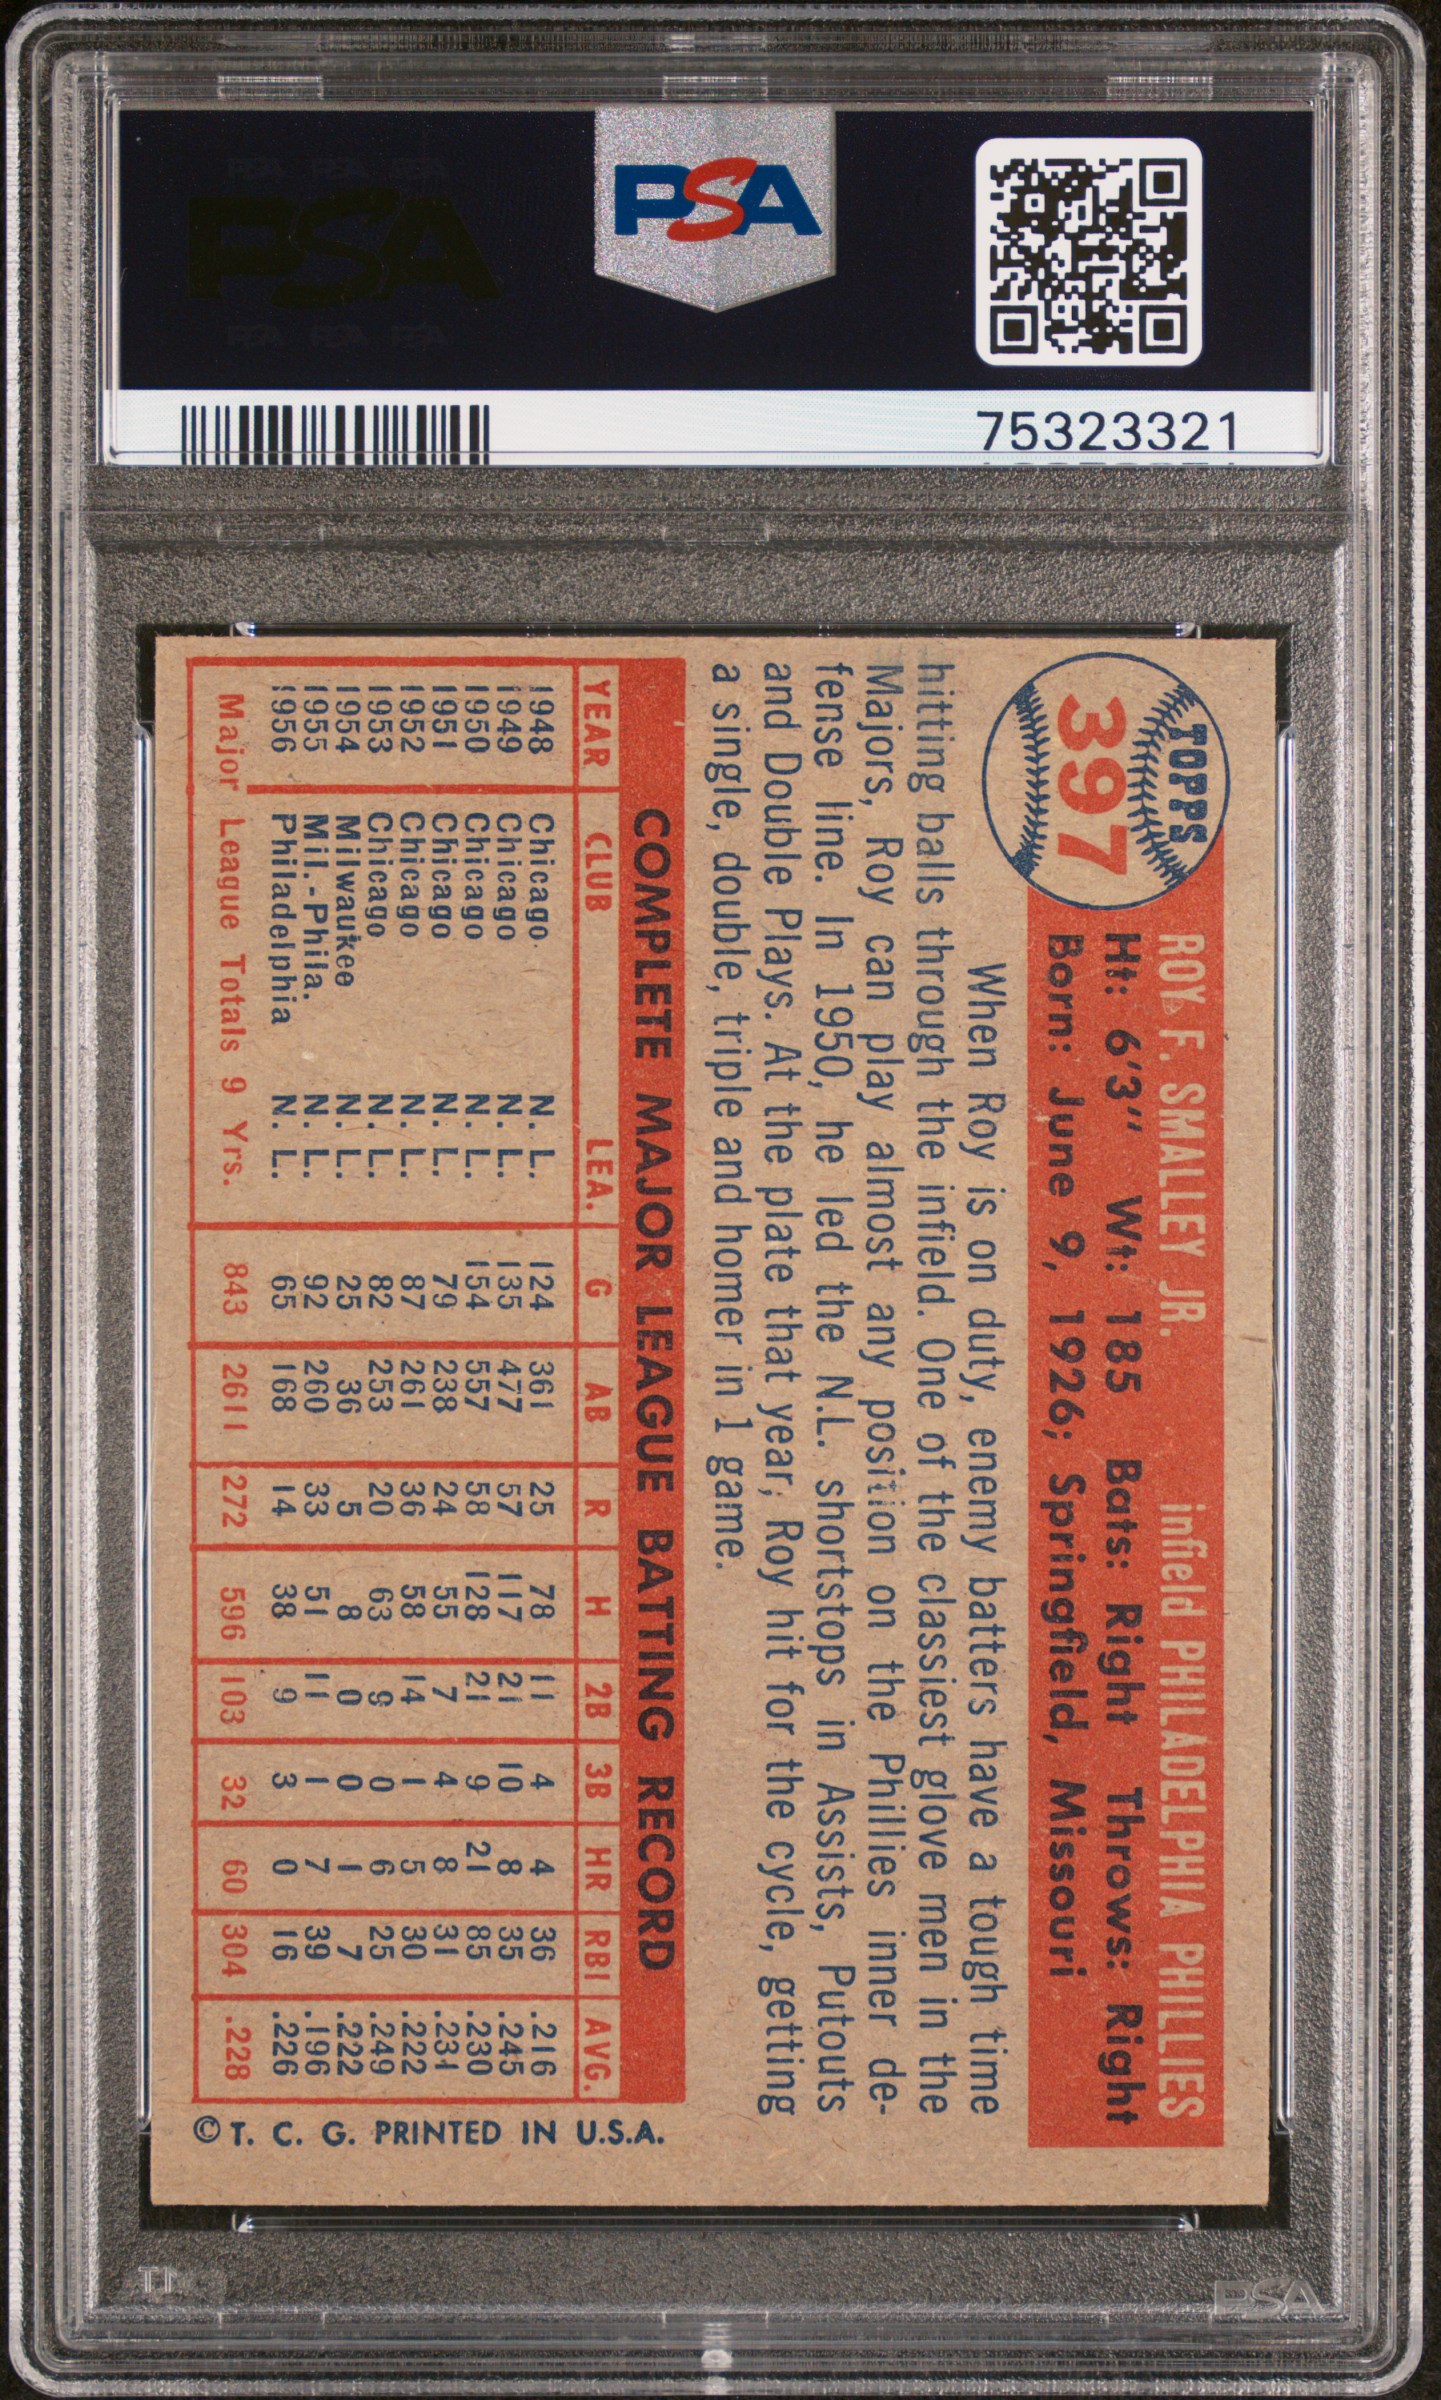 PSA
PSA
75323321
TOPPS
397
ROY F. SMALLEY JR. infield PHILADELPHIA PHILLIES
Ht: 6'3" Wt: 185 Bats: Right Throws: Right
Born: June 9, 1926; Springfield, Missouri
When Roy is on duty, enemy batters have a tough time
hitting balls through the infield. One of the classiest glove men in the
Majors, Roy can play almost any position on the Phillies inner de-
fense line. In 1950, he led the N.L. shortstops in Assists, Putouts
and Double Plays. At the plate that year, Roy hit for the cycle, getting
a single, double, triple and homer in 1 game.
COMPLETE MAJOR LEAGUE BATTING RECORD
YEAR CLUB LEA. G AB R H 2B 3B HR RBI AVG.
1948 Chicago N. L. 124 361 25 78 11 4 4 36 .216
1949 Chicago N. L. 135 477 57 117 21 10 8 35 .245
1950 Chicago N. L. 154 557 58 128 21 9 21 85 .230
1951 Chicago N. L. 79 238 24 55 7 4 8 31 .231
1952 Chicago N. L. 87 261 36 58 14 1 5 30 .222
1953 Chicago N. L. 82 253 20 63 9 0 6 25 .249
1954 Milwaukee N. L. 25 36 5 8 0 0 1 7 .222
1955 Mil.-Phila. N. L. 92 260 33 51 11 1 7 39 .196
1956 Philadelphia N. L. 65 168 14 38 9 3 0 16 .226
Major League Totals 9 Yrs. 843 2611 272 596 103 32 60 304 .228
© T. C. G. PRINTED IN U.S.A.
PSA